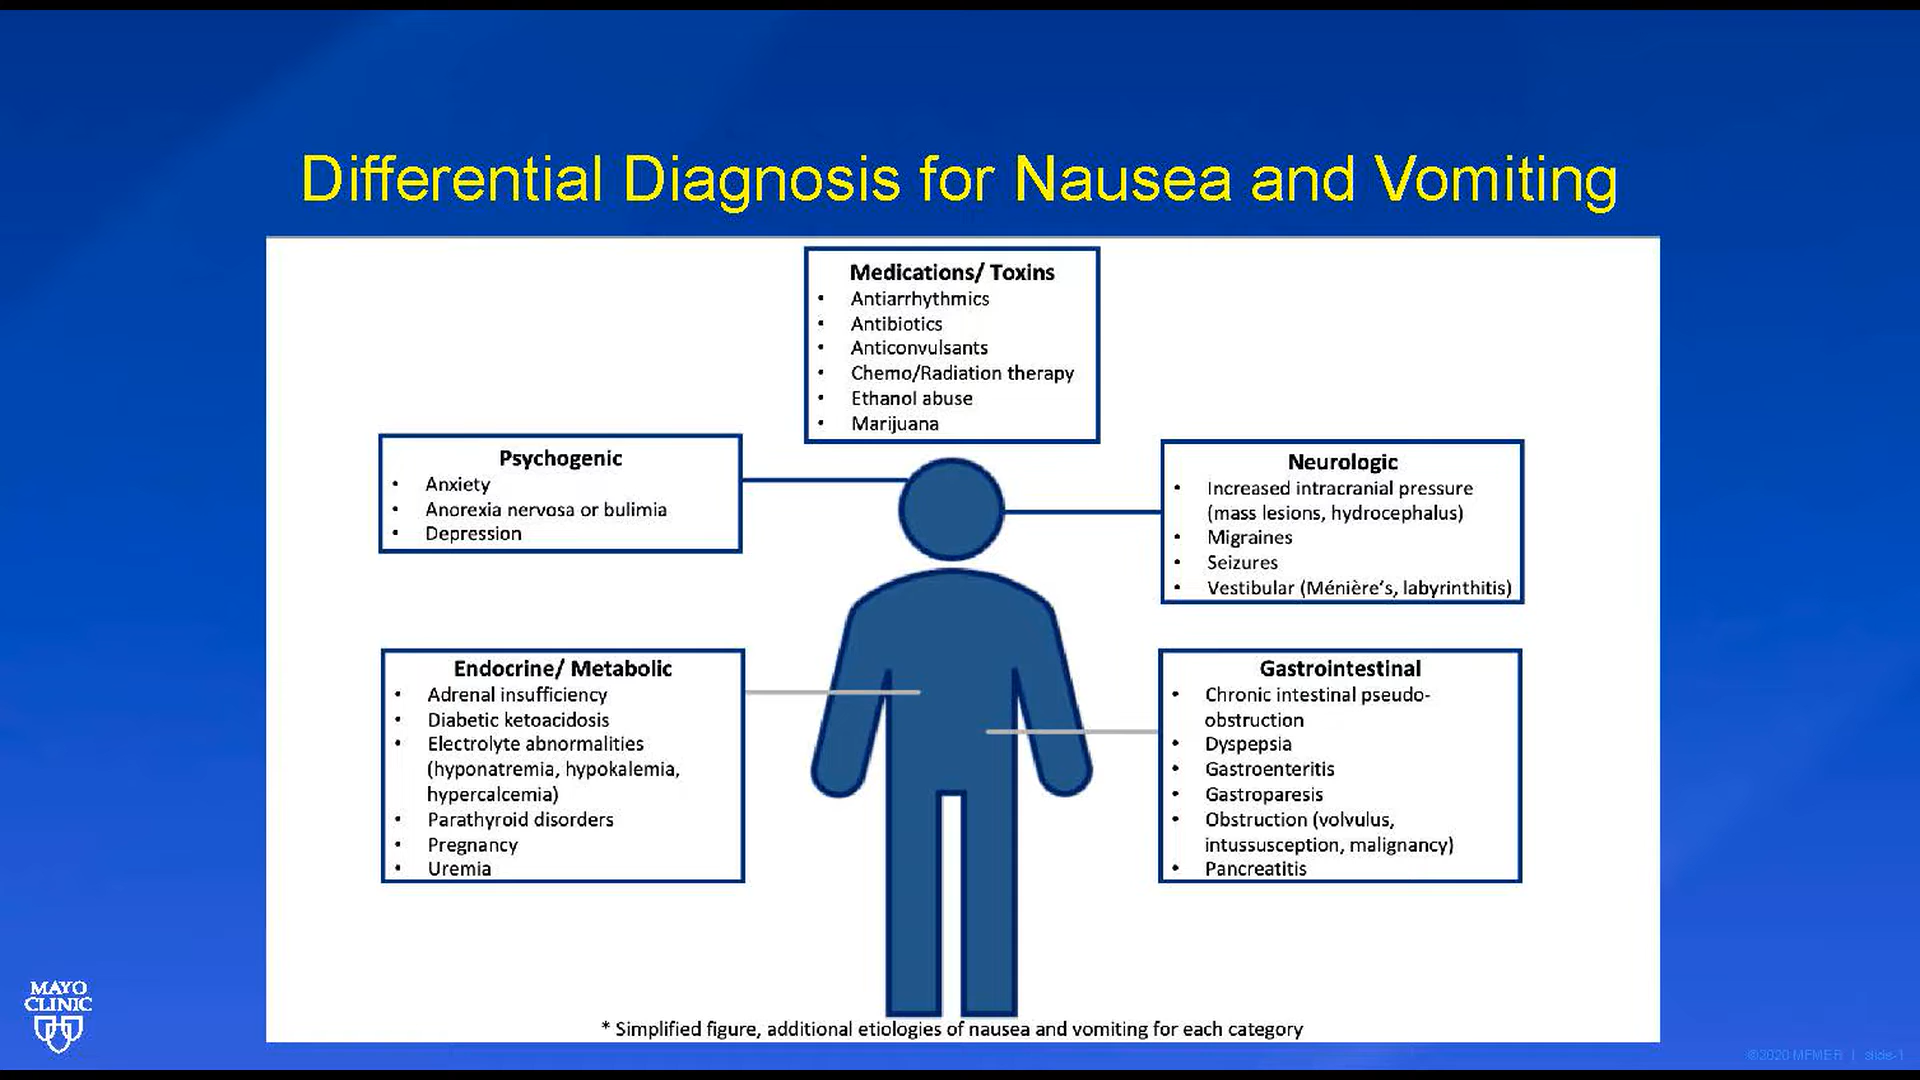 Differential Diagnosis for Nausea and Vomiting
Medications/ Toxins
• Antiarrhythmics
• Antibiotics
• Anticonvulsants
• Chemo/Radiation therapy
• Ethanol abuse
• Marijuana
Psychogenic
• Anxiety
• Anorexia nervosa or bulimia
• Depression
Neurologic
• Increased intracranial pressure
(mass lesions, hydrocephalus)
• Migraines
• Seizures
• Vestibular (Ménière's, labyrinthitis)
Endocrine/ Metabolic
• Adrenal insufficiency
• Diabetic ketoacidosis
• Electrolyte abnormalities
(hyponatremia, hypokalemia,
hypercalcemia)
• Parathyroid disorders
• Pregnancy
• Uremia
Gastrointestinal
• Chronic intestinal pseudo-
obstruction
• Dyspepsia
• Gastroenteritis
• Gastroparesis
• Obstruction (volvulus,
intussusception, malignancy)
• Pancreatitis
* Simplified figure, additional etiologies of nausea and vomiting for each category
MAYO
CLINIC
©2020 MFMER | slide-1